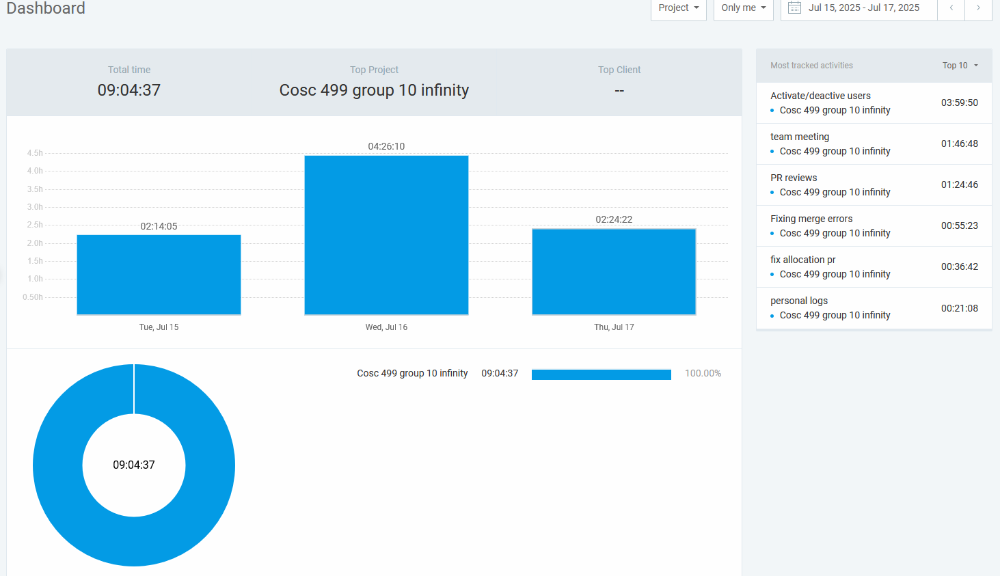 Dashboard
Project
Only me
Jul 15, 2025 - Jul 17, 2025
Total time
09:04:37
Top Project
Cosc 499 group 10 infinity
Top Client
--
4.5h
4.0h
3.5h
3.0h
2.5h
2.0h
1.5h
1.0h
0.50h
02:14:05
04:26:10
02:24:22
Tue, Jul 15
Wed, Jul 16
Thu, Jul 17
09:04:37
Cosc 499 group 10 infinity 09:04:37 100.00%
Most tracked activities Top 10
Activate/deactive users
Cosc 499 group 10 infinity
03:59:50
team meeting
Cosc 499 group 10 infinity
01:46:48
PR reviews
Cosc 499 group 10 infinity
01:24:46
Fixing merge errors
Cosc 499 group 10 infinity
00:55:23
fix allocation pr
Cosc 499 group 10 infinity
00:36:42
personal logs
Cosc 499 group 10 infinity
00:21:08